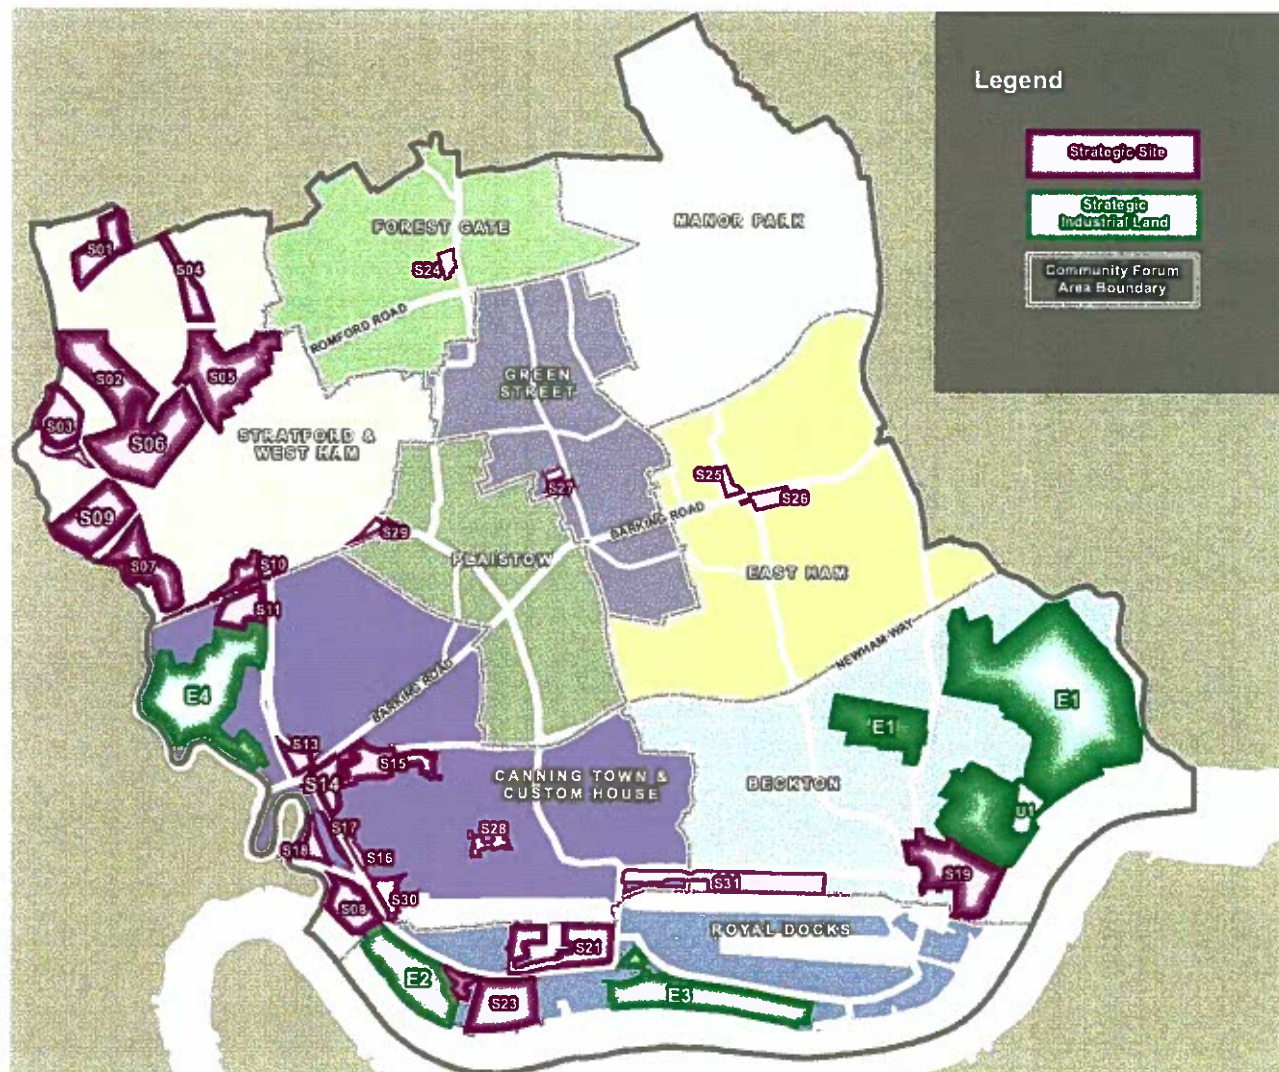 Legend
Strategic Site
Strategic
Industrial Land
Community Forum
Area Boundary
MANOR PARK
FOREST GATE
S01
S04
S24
ROMFORD ROAD
S02
S05
GREEN
STREET
S03
S06
STRATFORD &
WEST HAM
S25
S27
S26
S09
S29
BARKING ROAD
PLAISTOW
S07
S10
EAST HAM
S11
NEWHAM WAY
E4
BARKING ROAD
E1
E1
S13
S15
S14
CANNING TOWN &
CUSTOM HOUSE
BECKTON
U1
S17
S28
S18
S16
S19
S31
S30
S08
ROYAL DOCKS
S21
E2
S23
E3